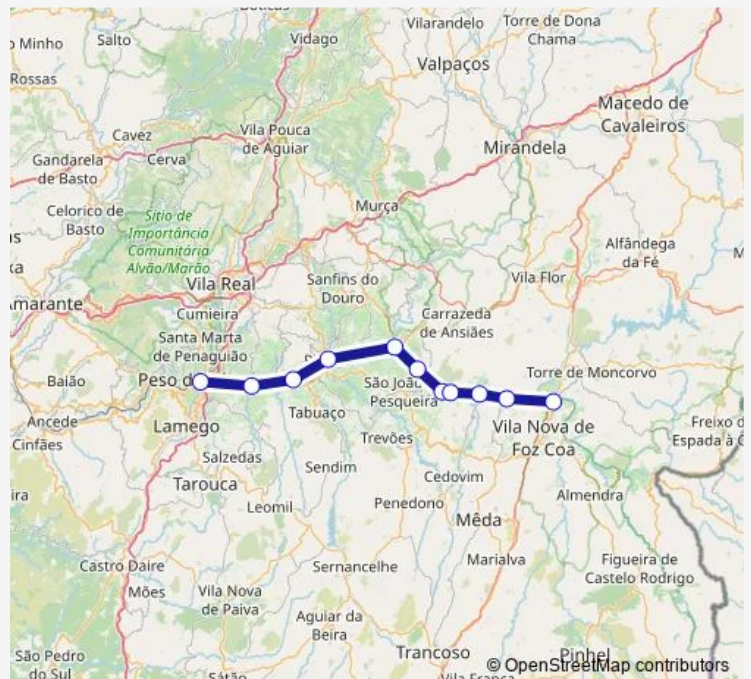 Boticas
Minho
Salto
Vidago
Vilarandelo
Torre de Dona
Chama
Rossas
Valpaços
Macedo de
Cavaleiros
Cavez
Vila Pouca
de Aguiar
Gandarela
de Basto
Cerva
Mirandela
Celorico de
Basto
Sítio de
Importância
Comunitária
Alvão/Marão
Murça
Alfândega
da Fé
Amarante
Vila Real
Sanfins do
Douro
Vila Flor
Cumieira
Carrazeda
de Ansiães
Santa Marta
de Penaguião
Baião
Peso d
São João
Pesqueira
Torre de Moncorvo
Ancede
Cinfães
Lamego
Tabuaço
Trevões
Vila Nova de
Foz Coa
Freixo d
Espada à C
Salzedas
Sendim
Cedovim
Tarouca
Leomil
Penedono
Almendra
Mêda
Castro Daire
Mões
Sernancelhe
Marialva
Figueira de
Castelo Rodrigo
Vila Nova
de Paiva
Aguiar da
Beira
São Pedro
do Sul
Sátão
Trancoso
Pinhel
Vila Franca
© OpenStreetMap contributors